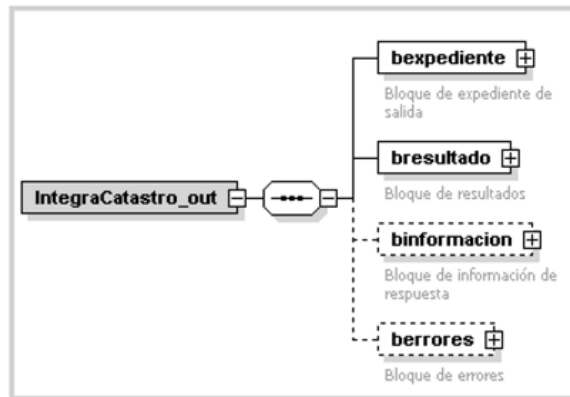 bexpediente
Bloque de expediente de
salida
bresultado
Bloque de resultados
IntegraCatastro_out
binformacion
Bloque de información de
respuesta
berrores
Bloque de errores